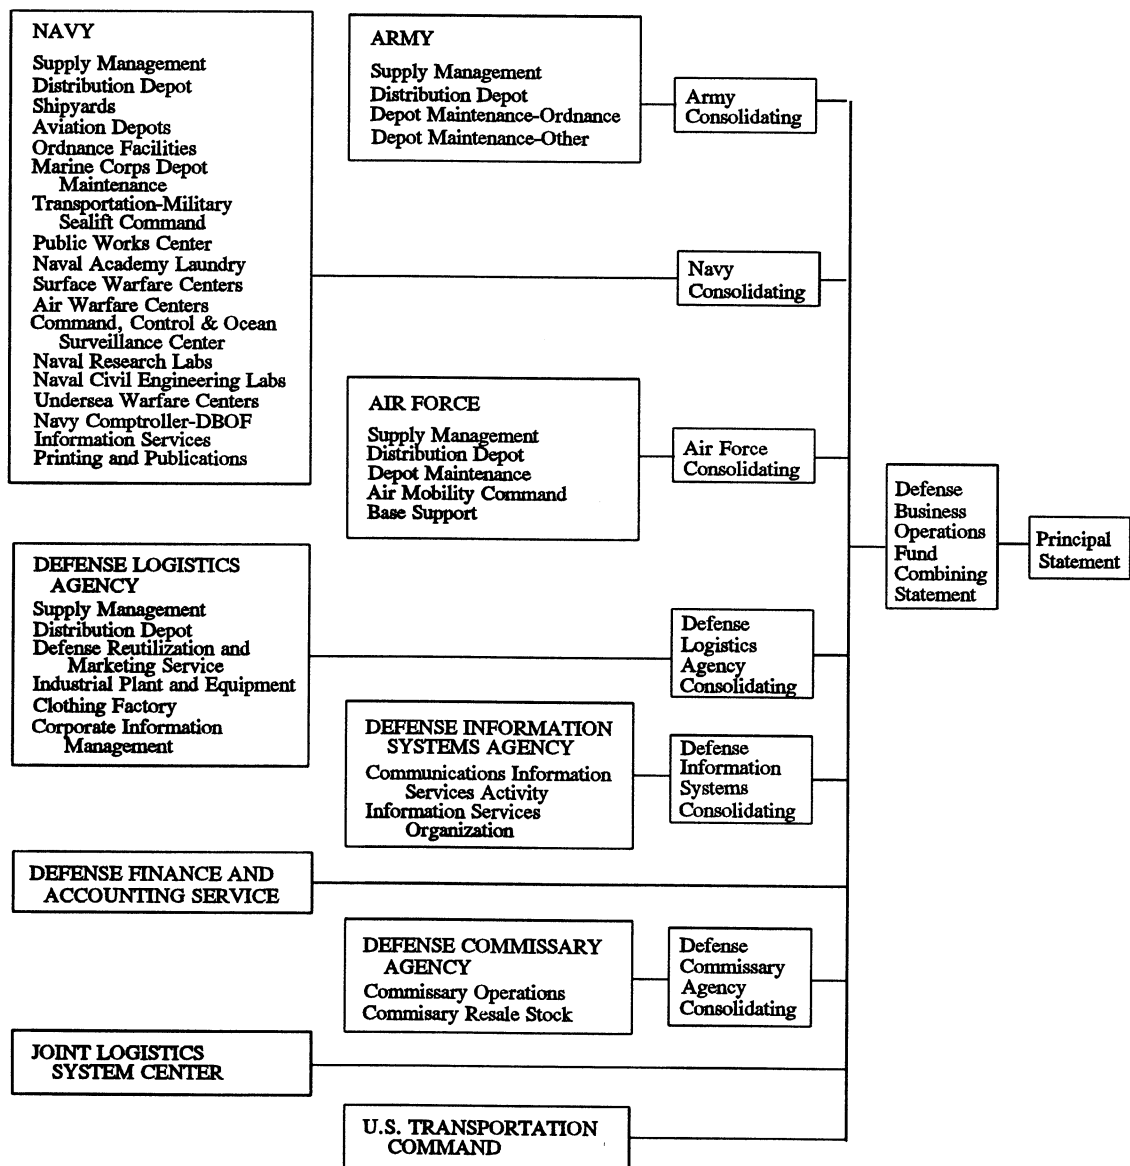 NAVY
Supply Management
Distribution Depot
Shipyards
Aviation Depots
Ordnance Facilities
Marine Corps Depot
Maintenance
Transportation-Military
Sealift Command
Public Works Center
Naval Academy Laundry
Surface Warfare Centers
Air Warfare Centers
Command, Control & Ocean
Surveillance Center
Naval Research Labs
Naval Civil Engineering Labs
Undersea Warfare Centers
Navy Comptroller-DBOF
Information Services
Printing and Publications
ARMY
Supply Management
Distribution Depot
Depot Maintenance-Ordnance
Depot Maintenance-Other
Army
Consolidating
Navy
Consolidating
AIR FORCE
Supply Management
Distribution Depot
Depot Maintenance
Air Mobility Command
Base Support
Air Force
Consolidating
Defense
Business
Operations
Fund
Combining
Statement
Principal
Statement
DEFENSE LOGISTICS
AGENCY
Supply Management
Distribution Depot
Defense Reutilization and
Marketing Service
Industrial Plant and Equipment
Clothing Factory
Corporate Information
Management
Defense
Logistics
Agency
Consolidating
DEFENSE INFORMATION
SYSTEMS AGENCY
Communications Information
Services Activity
Information Services
Organization
Defense
Information
Systems
Consolidating
DEFENSE FINANCE AND
ACCOUNTING SERVICE
DEFENSE COMMISSARY
AGENCY
Commissary Operations
Commisary Resale Stock
Defense
Commissary
Agency
Consolidating
JOINT LOGISTICS
SYSTEM CENTER
U.S. TRANSPORTATION
COMMAND